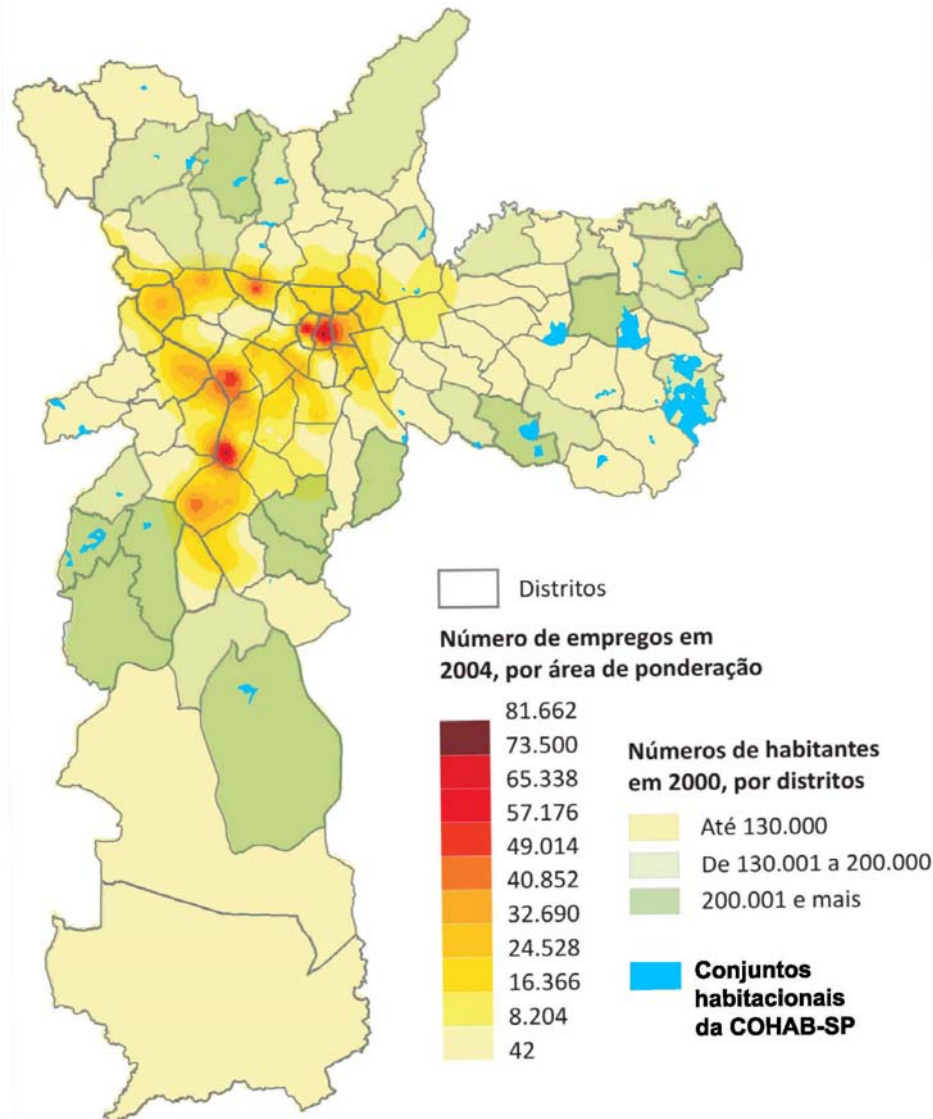 Distritos
Número de empregos em
2004, por área de ponderação
81.662
73.500
65.338
57.176
49.014
40.852
32.690
24.528
16.366
8.204
42
Números de habitantes
em 2000, por distritos
Até 130.000
De 130.001 a 200.000
200.001 e mais
Conjuntos
habitacionais
da COHAB-SP